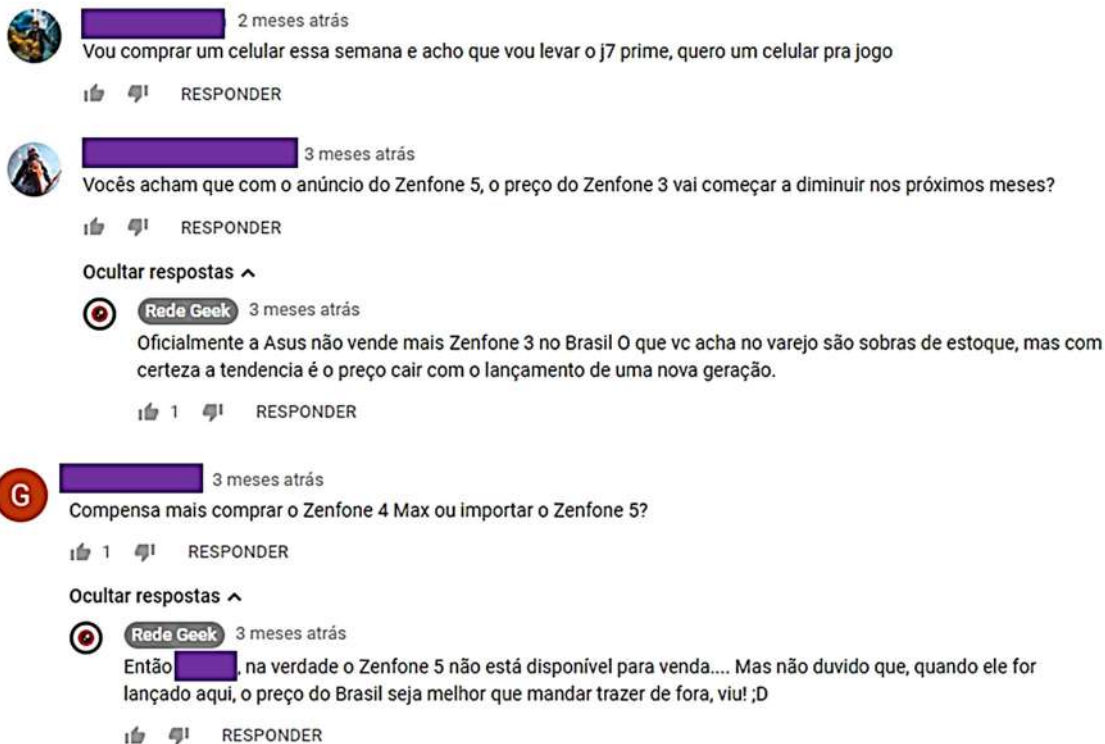 2 meses atrás
Vou comprar um celular essa semana e acho que vou levar o j7 prime, quero um celular pra jogo
RESPONDER
3 meses atrás
Vocês acham que com o anúncio do Zenfone 5, o preço do Zenfone 3 vai começar a diminuir nos próximos meses?
RESPONDER
Ocultar respostas
Rede Geek 3 meses atrás
Oficialmente a Asus não vende mais Zenfone 3 no Brasil O que vc acha no varejo são sobras de estoque, mas com
certeza a tendencia é o preço cair com o lançamento de uma nova geração.
1 RESPONDER
G
3 meses atrás
Compensa mais comprar o Zenfone 4 Max ou importar o Zenfone 5?
1 RESPONDER
Ocultar respostas
Rede Geek 3 meses atrás
Então , na verdade o Zenfone 5 não está disponível para venda.... Mas não duvido que, quando ele for
lançado aqui, o preço do Brasil seja melhor que mandar trazer de fora, viu! ;D
RESPONDER